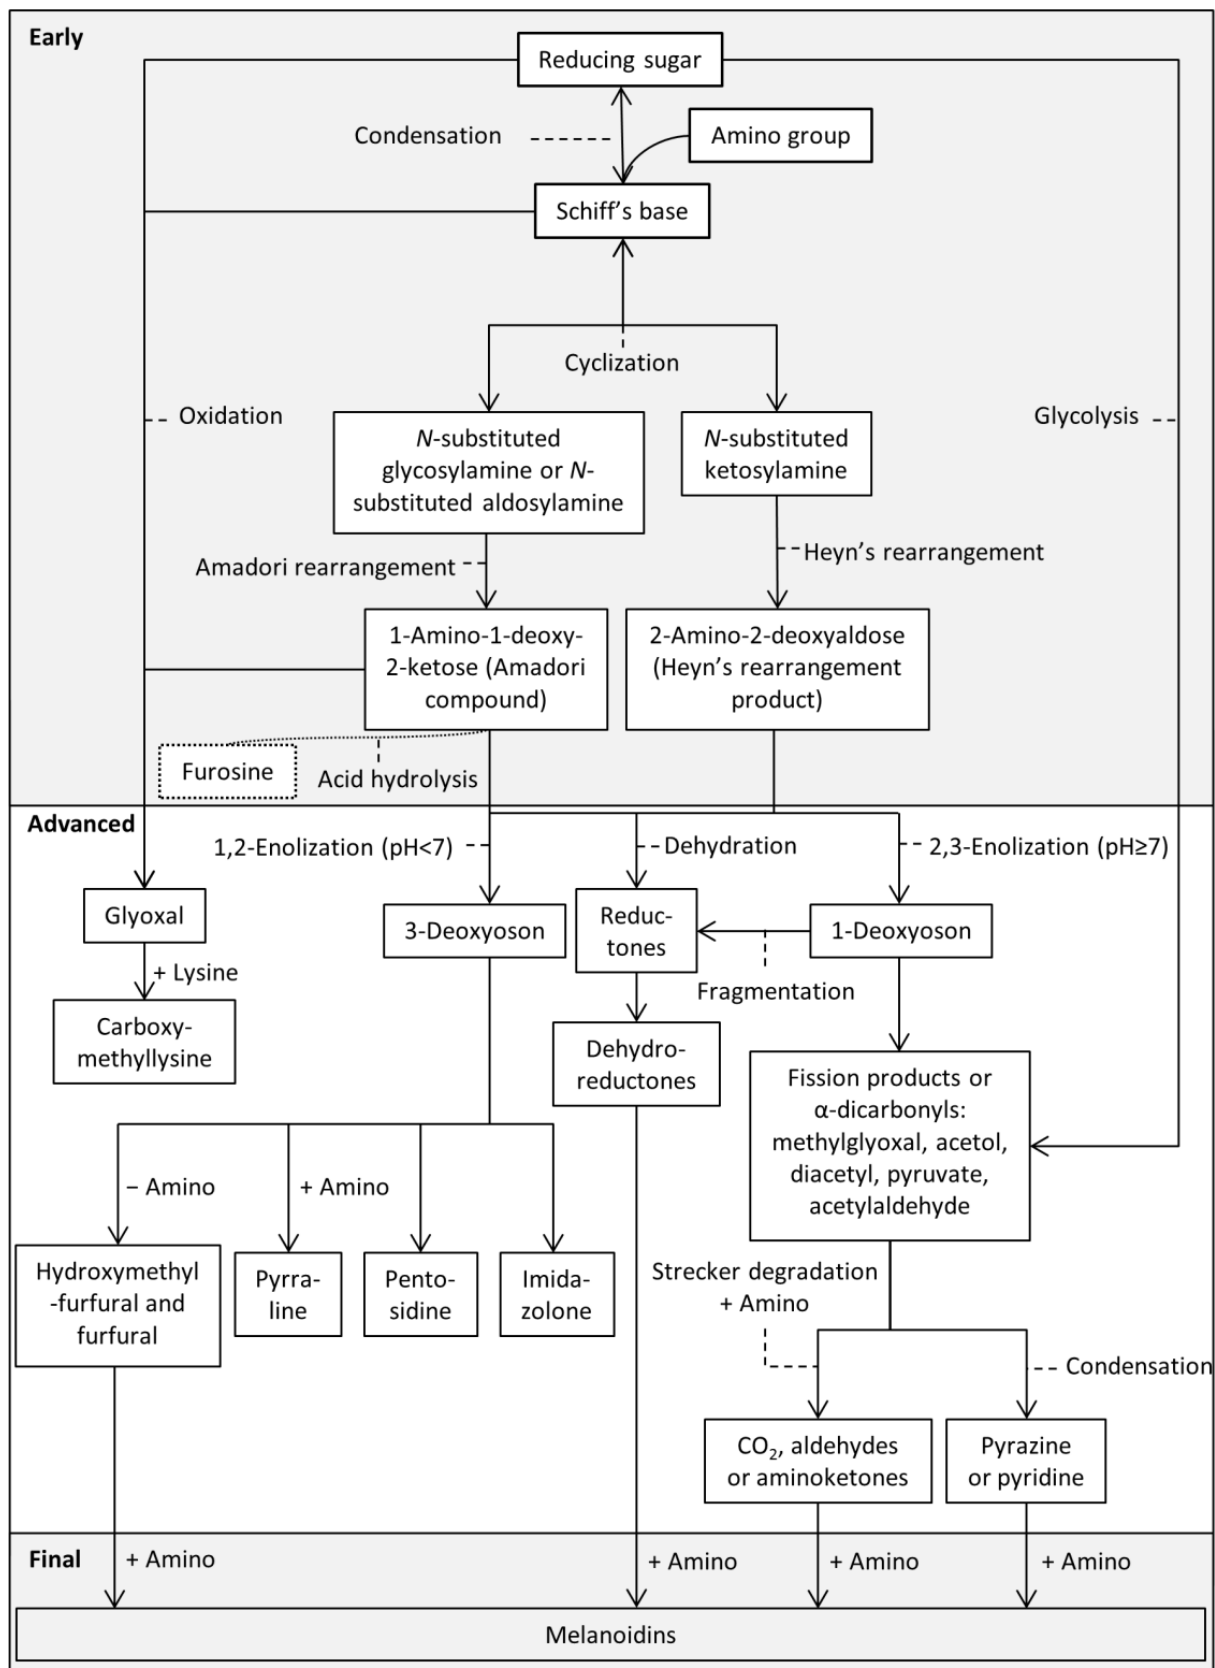 Early
Reducing sugar
Condensation
Amino group
Schiff’s base
Cyclization
Oxidation
Glycolysis
N-substituted
glycosylamine or N-
substituted aldosylamine
N-substituted
ketosylamine
Amadori rearrangement
Heyn’s rearrangement
1-Amino-1-deoxy-
2-ketose (Amadori
compound)
2-Amino-2-deoxyaldose
(Heyn’s rearrangement
product)
Furosine
Acid hydrolysis
Advanced
1,2-Enolization (pH<7)
Dehydration
2,3-Enolization (pH≥7)
Glyoxal
3-Deoxyoson
Reduc-
tones
1-Deoxyoson
+ Lysine
Fragmentation
Carboxy-
methyllysine
Dehydro-
reductones
Fission products or
α-dicarbonyls:
methylglyoxal, acetol,
diacetyl, pyruvate,
acetylaldehyde
– Amino
+ Amino
Hydroxymethyl
-furfural and
furfural
Pyrra-
line
Pento-
sidine
Imida-
zolone
Strecker degradation
+ Amino
Condensation
CO₂, aldehydes
or aminoketones
Pyrazine
or pyridine
Final
+ Amino
+ Amino
+ Amino
+ Amino
Melanoidins